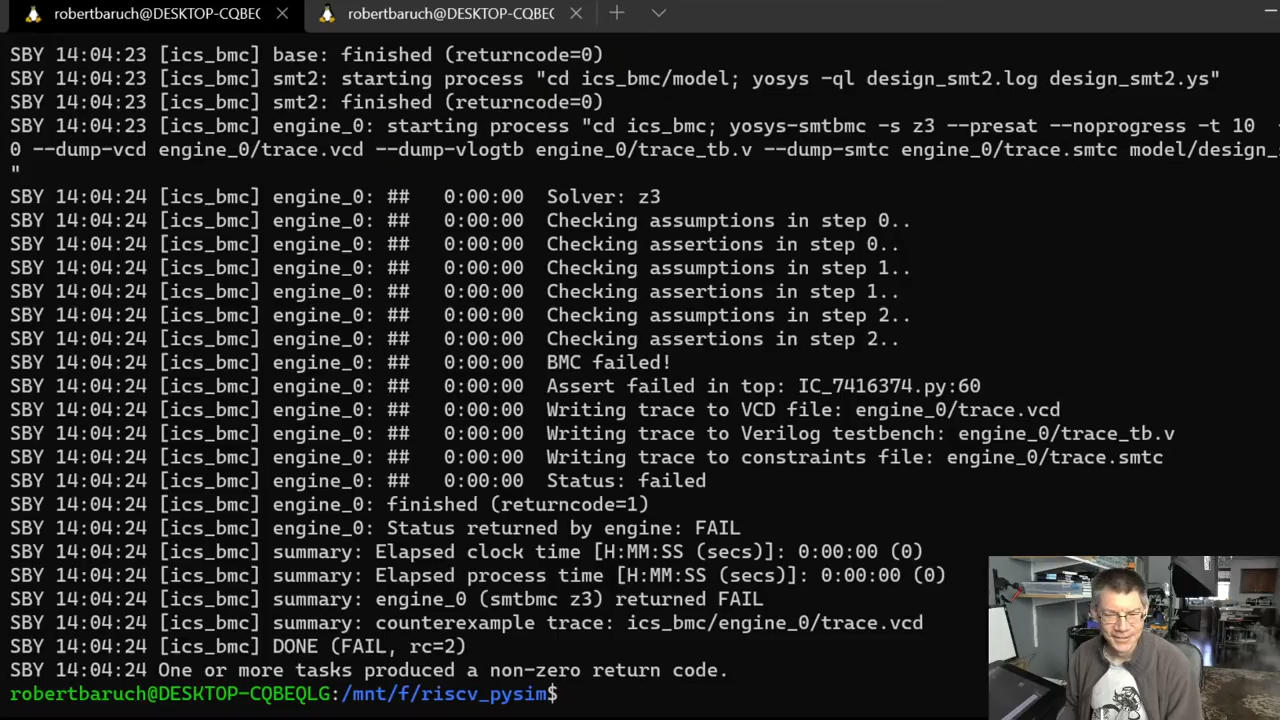 robertbaruch@DESKTOP-CQBE(
robertbaruch@DESKTOP-CQBE(
SBY 14:04:23 [ics_bmc] base: finished (returncode=0)
SBY 14:04:23 [ics_bmc] smt2: starting process "cd ics_bmc/model; yosys -ql design_smt2.log design_smt2.ys"
SBY 14:04:23 [ics_bmc] smt2: finished (returncode=0)
SBY 14:04:23 [ics_bmc] engine_0: starting process "cd ics_bmc; yosys-smtbmc -s z3 --presat --noprogress -t 10
0 --dump-vcd engine_0/trace.vcd --dump-vlogtb engine_0/trace_tb.v --dump-smtc engine_0/trace.smtc model/design_
"
SBY 14:04:24 [ics_bmc] engine_0: ##   0:00:00  Solver: z3
SBY 14:04:24 [ics_bmc] engine_0: ##   0:00:00  Checking assumptions in step 0..
SBY 14:04:24 [ics_bmc] engine_0: ##   0:00:00  Checking assertions in step 0..
SBY 14:04:24 [ics_bmc] engine_0: ##   0:00:00  Checking assumptions in step 1..
SBY 14:04:24 [ics_bmc] engine_0: ##   0:00:00  Checking assertions in step 1..
SBY 14:04:24 [ics_bmc] engine_0: ##   0:00:00  Checking assumptions in step 2..
SBY 14:04:24 [ics_bmc] engine_0: ##   0:00:00  Checking assertions in step 2..
SBY 14:04:24 [ics_bmc] engine_0: ##   0:00:00  BMC failed!
SBY 14:04:24 [ics_bmc] engine_0: ##   0:00:00  Assert failed in top: IC_7416374.py:60
SBY 14:04:24 [ics_bmc] engine_0: ##   0:00:00  Writing trace to VCD file: engine_0/trace.vcd
SBY 14:04:24 [ics_bmc] engine_0: ##   0:00:00  Writing trace to Verilog testbench: engine_0/trace_tb.v
SBY 14:04:24 [ics_bmc] engine_0: ##   0:00:00  Writing trace to constraints file: engine_0/trace.smtc
SBY 14:04:24 [ics_bmc] engine_0: ##   0:00:00  Status: failed
SBY 14:04:24 [ics_bmc] engine_0: finished (returncode=1)
SBY 14:04:24 [ics_bmc] engine_0: Status returned by engine: FAIL
SBY 14:04:24 [ics_bmc] summary: Elapsed clock time [H:MM:SS (secs)]: 0:00:00 (0)
SBY 14:04:24 [ics_bmc] summary: Elapsed process time [H:MM:SS (secs)]: 0:00:00 (0)
SBY 14:04:24 [ics_bmc] summary: engine_0 (smtbmc z3) returned FAIL
SBY 14:04:24 [ics_bmc] summary: counterexample trace: ics_bmc/engine_0/trace.vcd
SBY 14:04:24 [ics_bmc] DONE (FAIL, rc=2)
SBY 14:04:24 One or more tasks produced a non-zero return code.
robertbaruch@DESKTOP-CQBEQLG:/mnt/f/riscv_pysim$